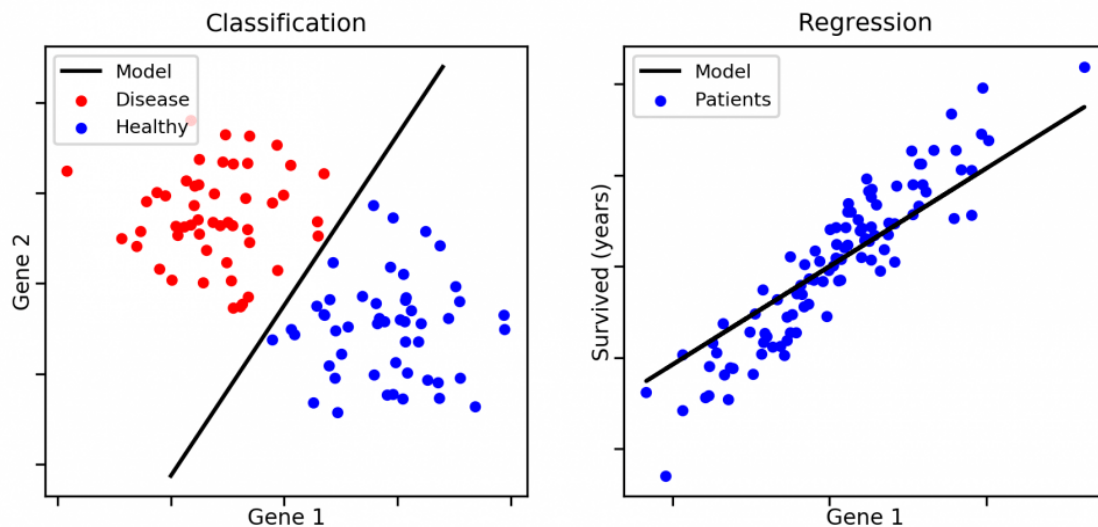 Classification
Model
Disease
Healthy
Gene 2
Gene 1
Regression
Model
Patients
Survived (years)
Gene 1